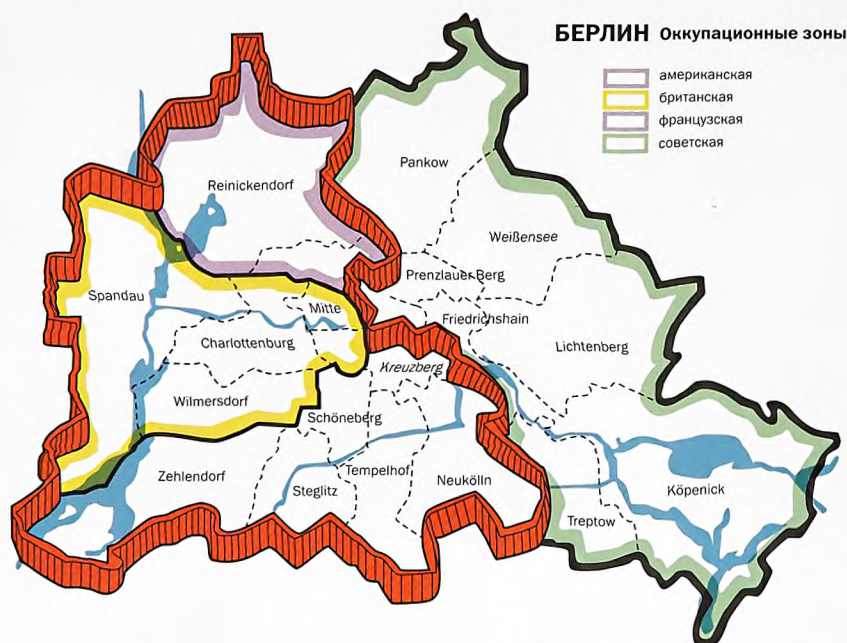 БЕРЛИН Оккупационные зоны
американская
британская
французская
советская
Pankow
Reinickendorf
Weißensee
Prenzlauer Berg
Spandau
Mitte
Friedrichshain
Charlottenburg
Lichtenberg
Kreuzberg
Wilmersdorf
Schöneberg
Zehlendorf
Tempelhof
Steglitz
Neukölln
Köpenick
Treptow